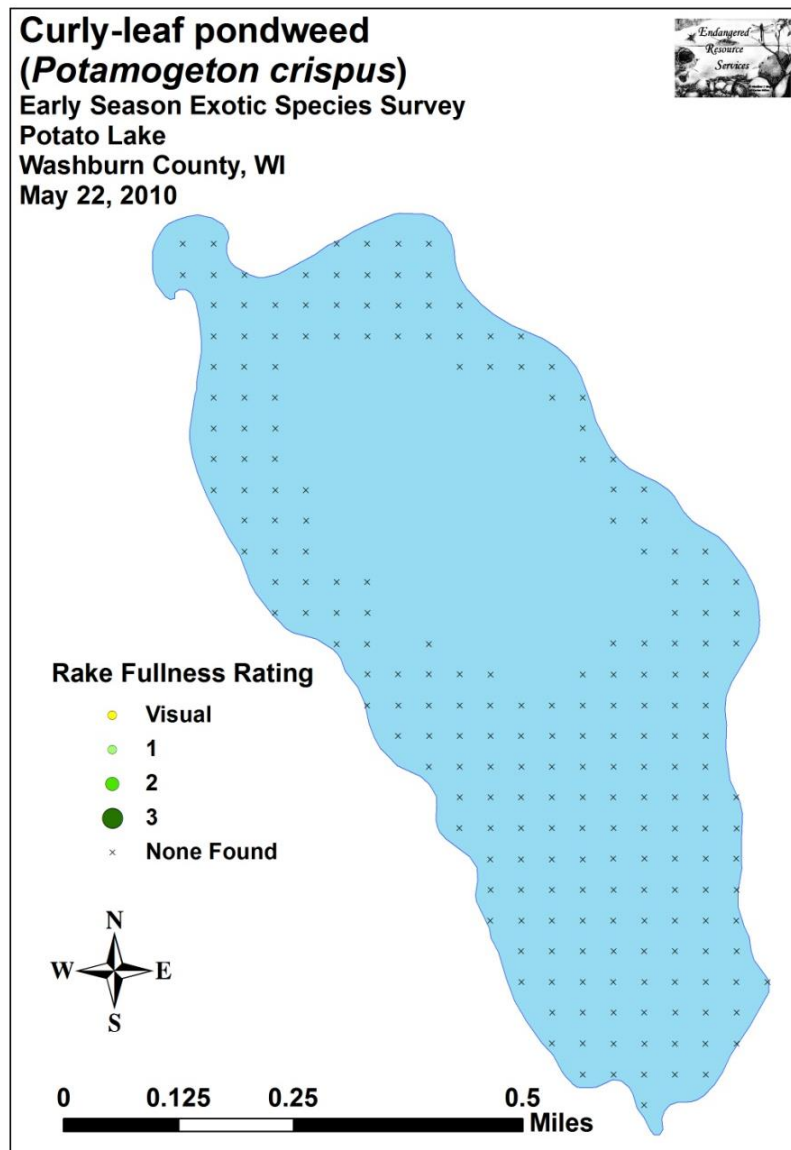 Curly-leaf pondweed
(Potamogeton crispus)
Early Season Exotic Species Survey
Potato Lake
Washburn County, WI
May 22, 2010
Endangered
Resource
Services
Rake Fullness Rating
Visual
1
2
3
None Found
N
W E
S
0 0.125 0.25 0.5
Miles